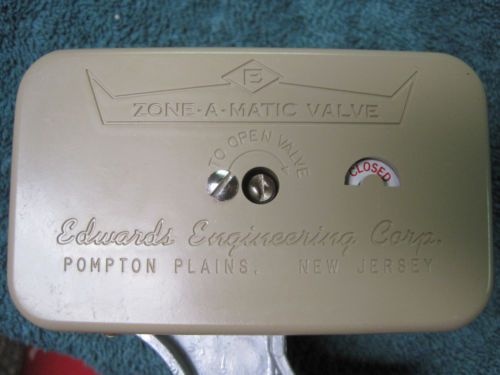 E
ZONE-A-MATIC VALVE
TO OPEN VALVE
CLOSED
Edwards Engineering Corp.
POMPTON PLAINS, NEW JERSEY